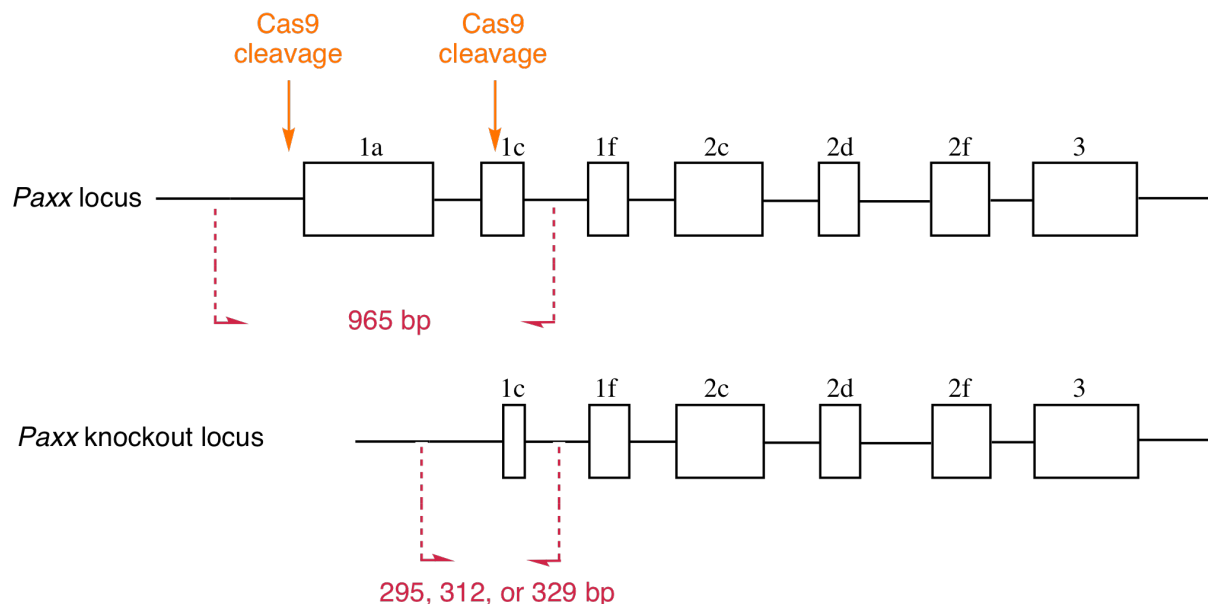 Cas9
cleavage
Cas9
cleavage
1a
1c
1f
2c
2d
2f
3
Paxx locus
965 bp
1c
1f
2c
2d
2f
3
Paxx knockout locus
295, 312, or 329 bp